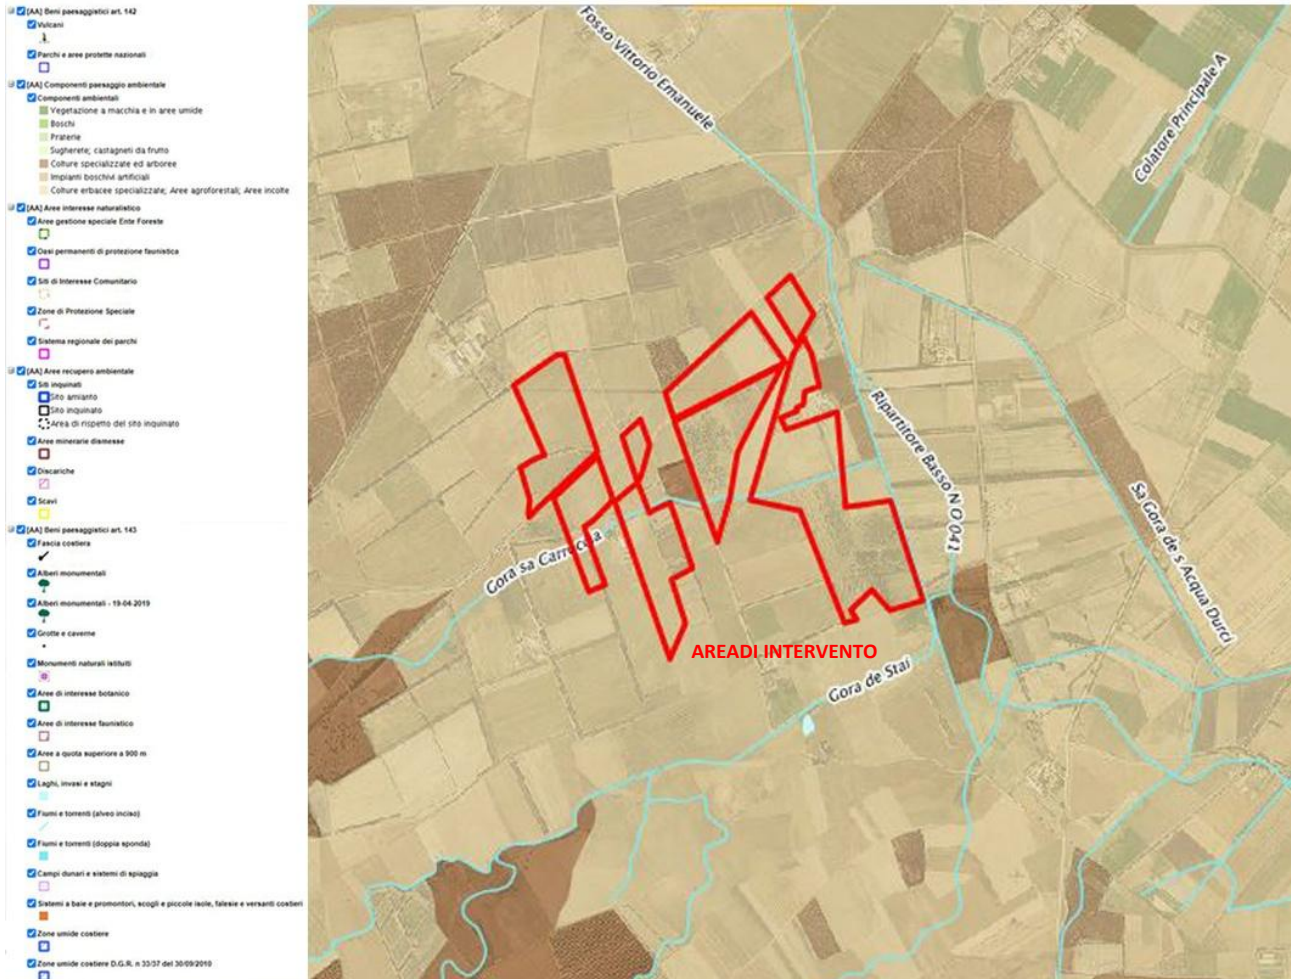 [AA] Beni paesaggistici art. 142
Vulcani
Parchi e aree protette nazionali
[AA] Componenti paesaggio ambientale
Componenti ambientali
Vegetazione a macchia e in aree umide
Boschi
Praterie
Sugherete; castagneti da frutto
Colture specializzate ed arboree
Impianti boschivi artificiali
Colture erbacee specializzate; Aree agroforestali; Aree incolte
[AA] Aree interesse naturalistico
Aree gestione speciale Ente Foreste
Oasi permanenti di protezione faunistica
Siti di Interesse Comunitario
Zone di Protezione Speciale
Sistema regionale dei parchi
[AA] Aree recupero ambientale
Siti inquinati
Sito amianto
Sito inquinato
Area di rispetto del sito inquinato
Aree minerarie dismesse
Discariche
Scavi
[AA] Beni paesaggistici art. 143
Fascia costiera
Alberi monumentali
Alberi monumentali - 19-04-2019
Grotte e caverne
Monumenti naturali istituiti
Aree di interesse botanico
Aree di interesse faunistico
Aree a quota superiore a 900 m
Laghi, invasi e stagni
Fiumi e torrenti (alveo inciso)
Fiumi e torrenti (doppia sponda)
Campi dunari e sistemi di spiaggia
Sistemi a baie e promontori, scogli e piccole isole, falesie e versanti costieri
Zone umide costiere
Zone umide costiere D.G.R. n 33/37 del 30/09/2010
Fosso Vittorio Emanuele
Colatore Principale A
Ripartitore Basso N O 041
Sa Gora de s Acqua Durci
Gora sa Carroccia
AREADI INTERVENTO
Gora de Stai